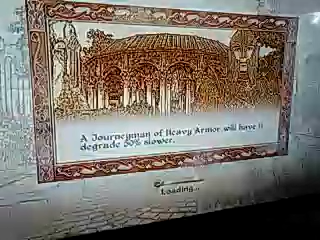 A Journeyman of Heavy Armor will have it
degrade 50% slower.
Loading...